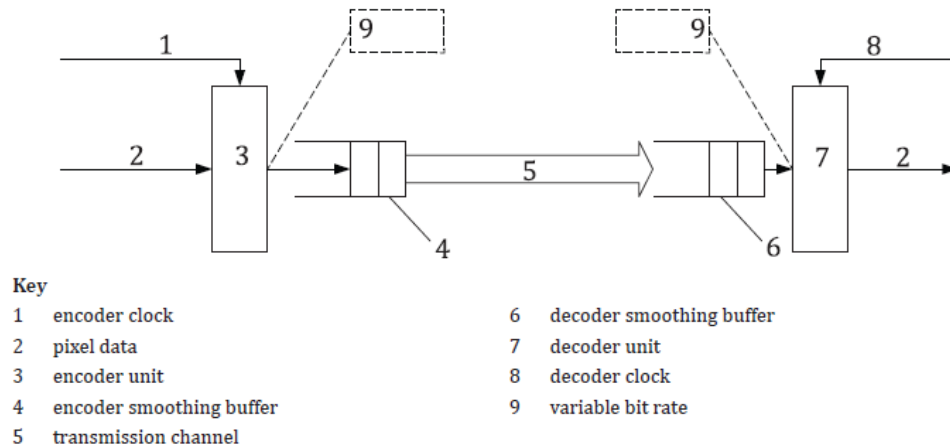 9
9
1
8
2
3
5
7
2
4
6
Key
1 encoder clock
2 pixel data
3 encoder unit
4 encoder smoothing buffer
5 transmission channel
6 decoder smoothing buffer
7 decoder unit
8 decoder clock
9 variable bit rate